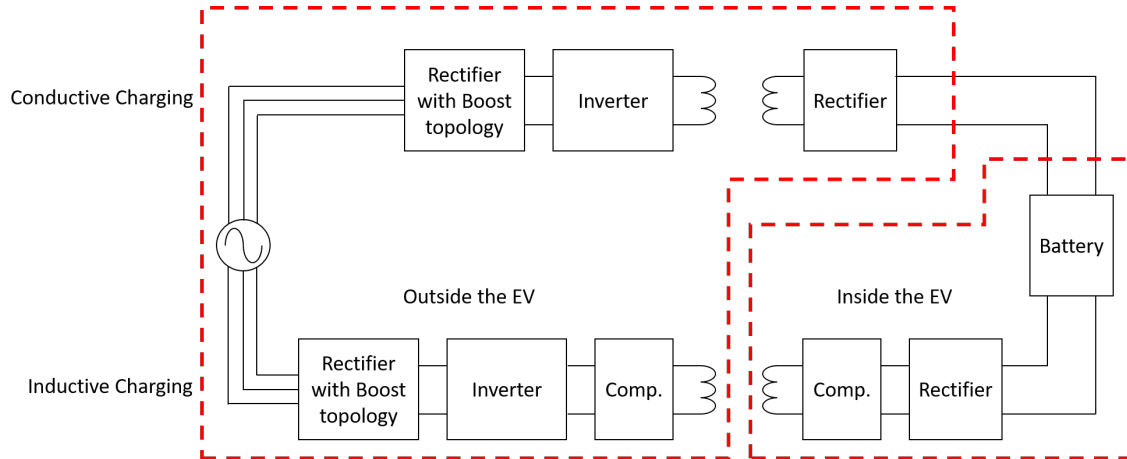 Conductive Charging
Rectifier
with Boost
topology
Inverter
Rectifier
Battery
Outside the EV
Inside the EV
Inductive Charging
Rectifier
with Boost
topology
Inverter
Comp.
Comp.
Rectifier